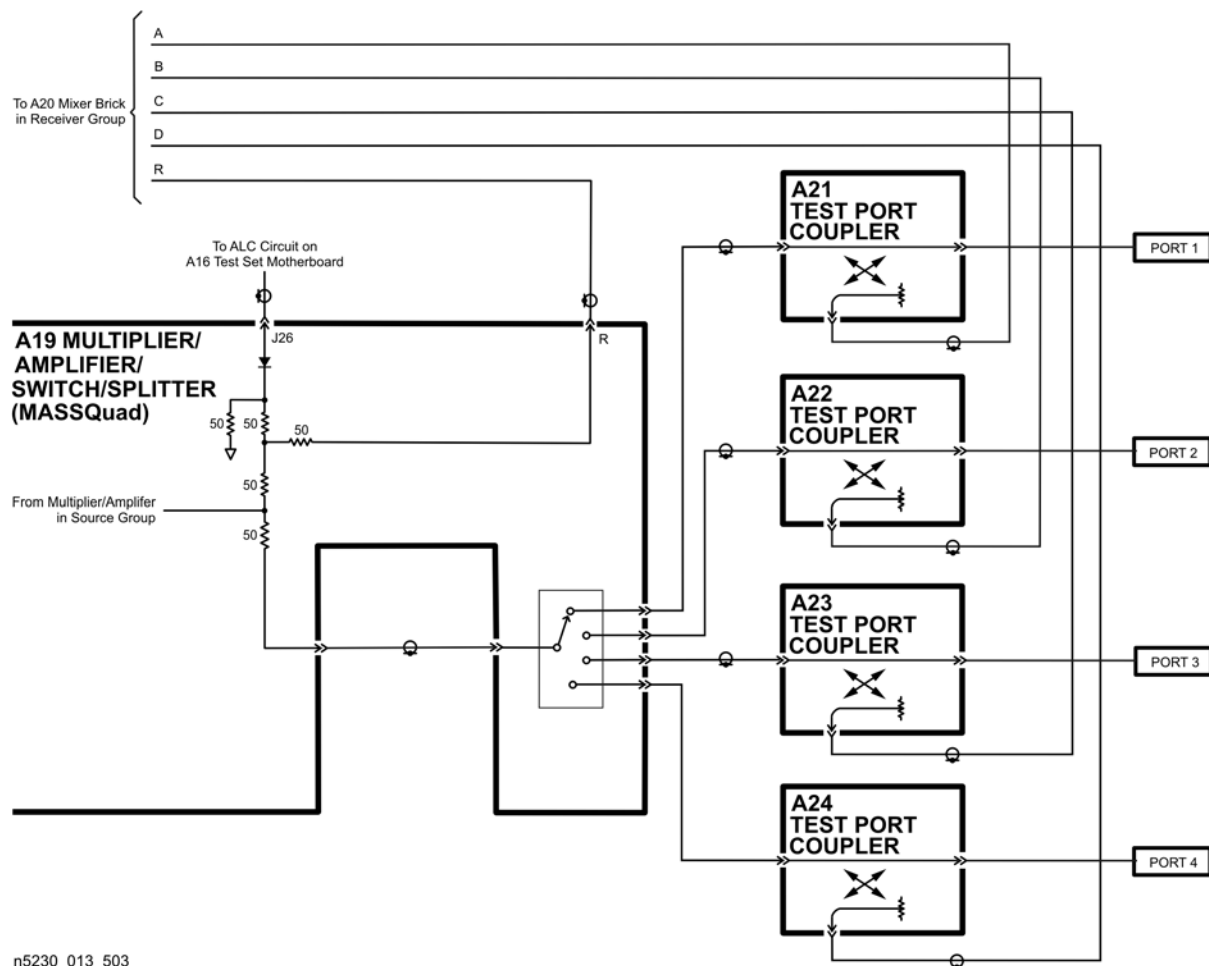 A
B
To A20 Mixer Brick
in Receiver Group
C
D
R
To ALC Circuit on
A16 Test Set Motherboard
J26
R
A19 MULTIPLIER/
AMPLIFIER/
SWITCH/SPLITTER
(MASSQuad)
50
50
50
50
From Multiplier/Amplifer
in Source Group
50
A21
TEST PORT
COUPLER
PORT 1
A22
TEST PORT
COUPLER
PORT 2
A23
TEST PORT
COUPLER
PORT 3
A24
TEST PORT
COUPLER
PORT 4
n5230_013_503